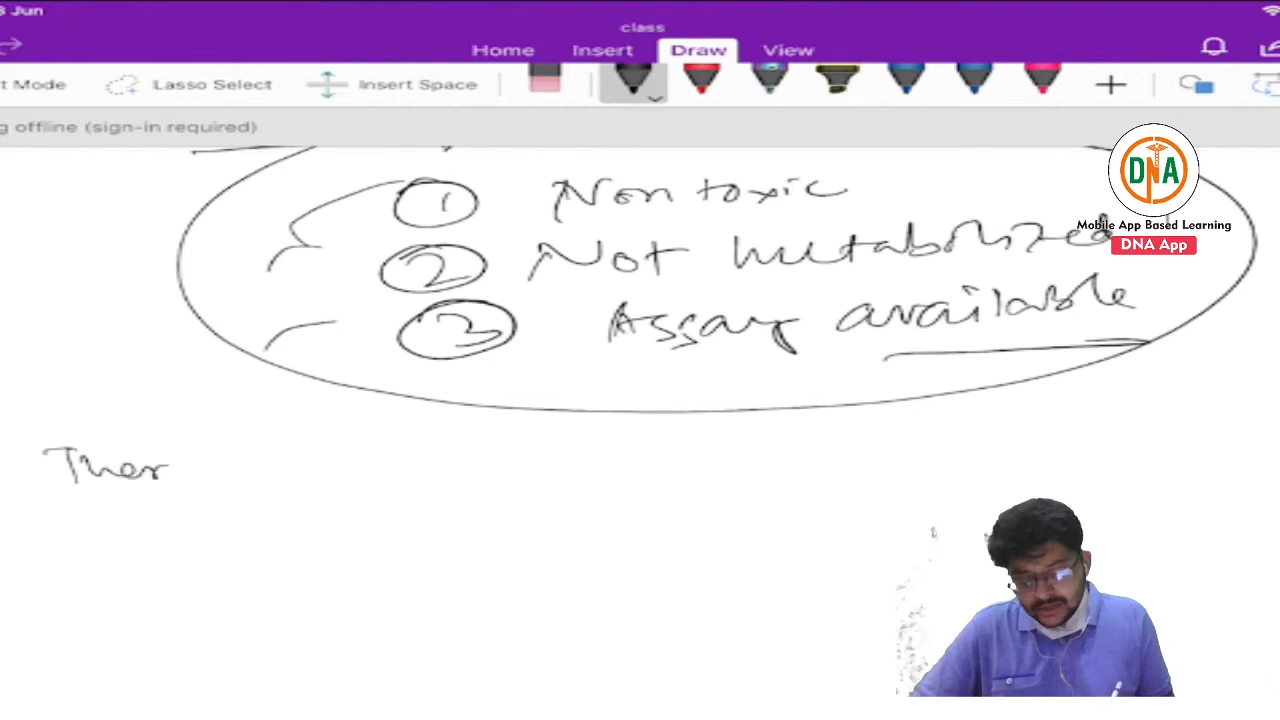 3 Jun
class
Home Insert Draw View
t Mode Lasso Select Insert Space
g offline (sign-in required)
DNA
Mobile App Based Learning
DNA App
① Non toxic
② Not metabolized
③ Assay available
Ther